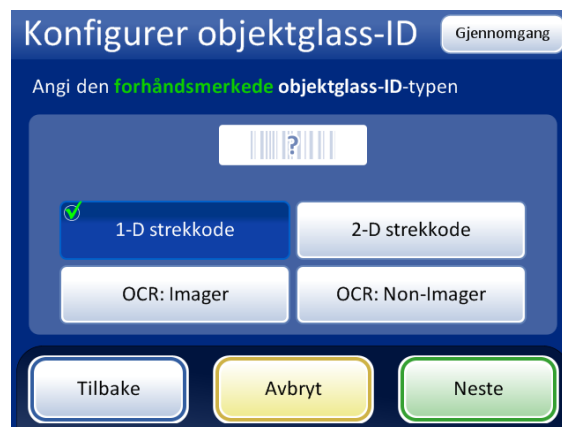 Konfigurer objektglass-ID
Gjennomgang
Angi den forhåndsmerkede objektglass-ID-typen
?
1-D strekkode
2-D strekkode
OCR: Imager
OCR: Non-Imager
Tilbake
Avbryt
Neste